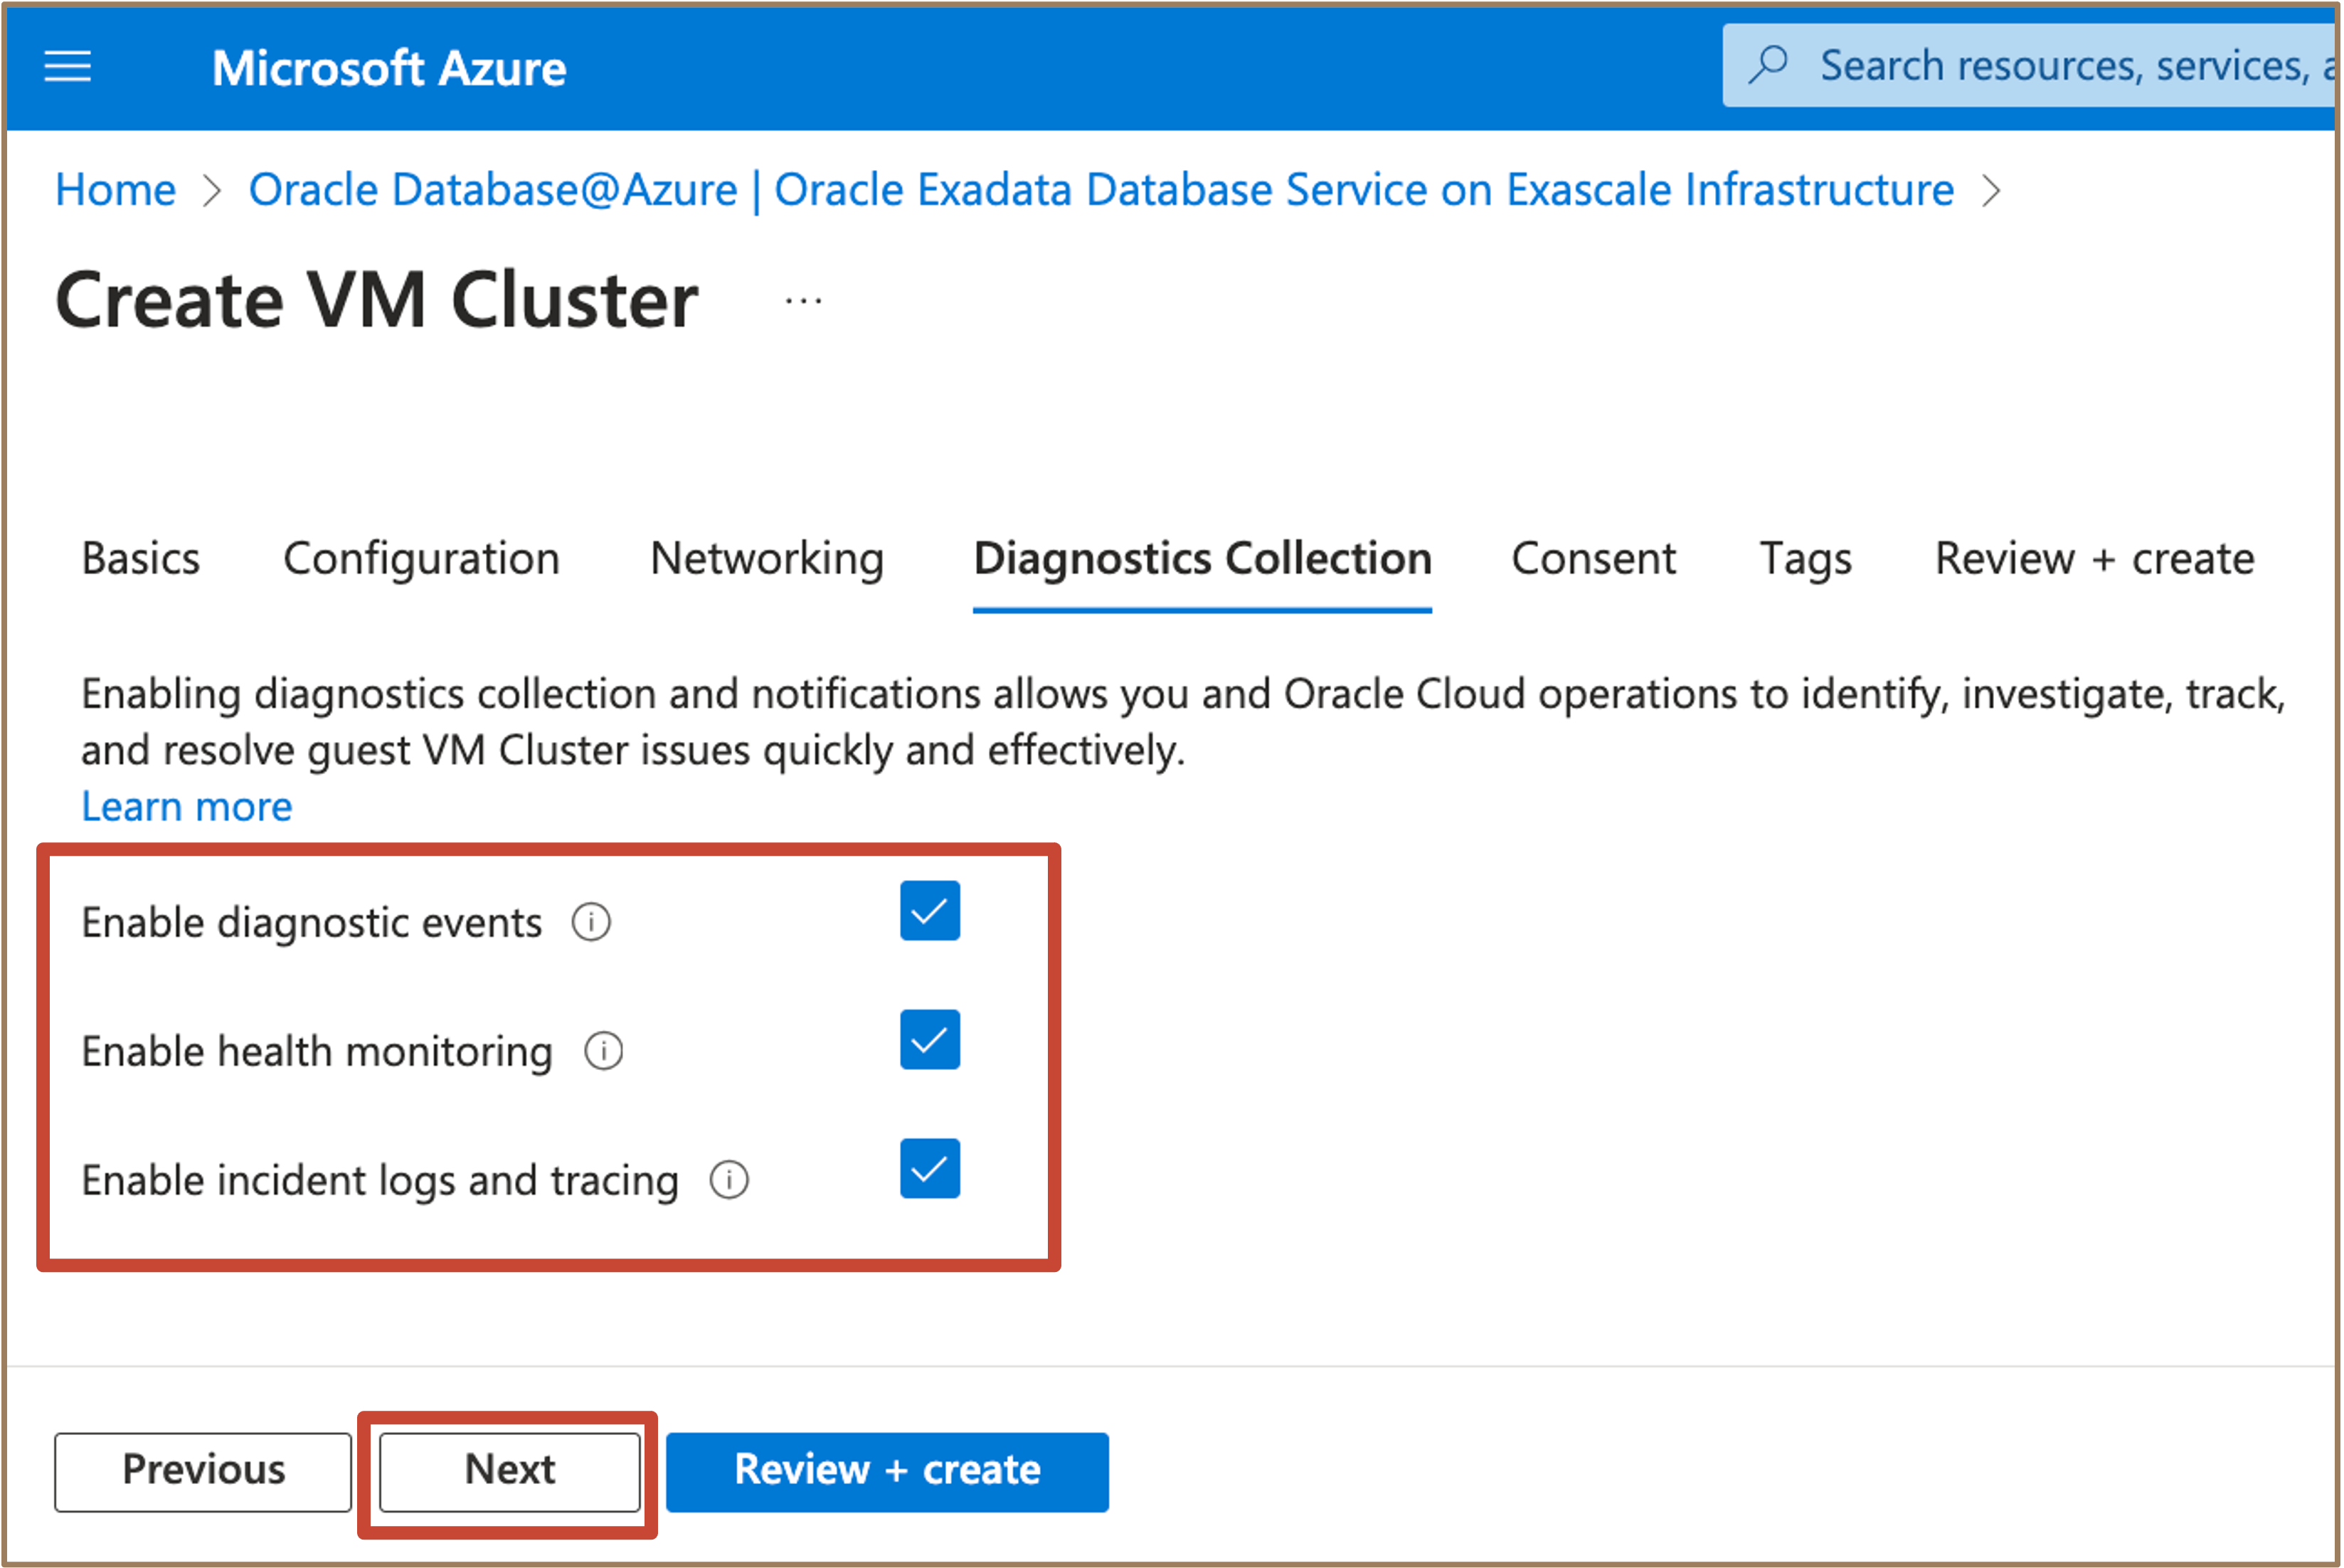 Microsoft Azure
Search resources, services,
Home > Oracle Database@Azure | Oracle Exadata Database Service on Exascale Infrastructure >
Create VM Cluster ...
Basics Configuration Networking Diagnostics Collection Consent Tags Review + create
Enabling diagnostics collection and notifications allows you and Oracle Cloud operations to identify, investigate, track,
and resolve guest VM Cluster issues quickly and effectively.
Learn more
Enable diagnostic events
Enable health monitoring
Enable incident logs and tracing
Previous Next Review + create